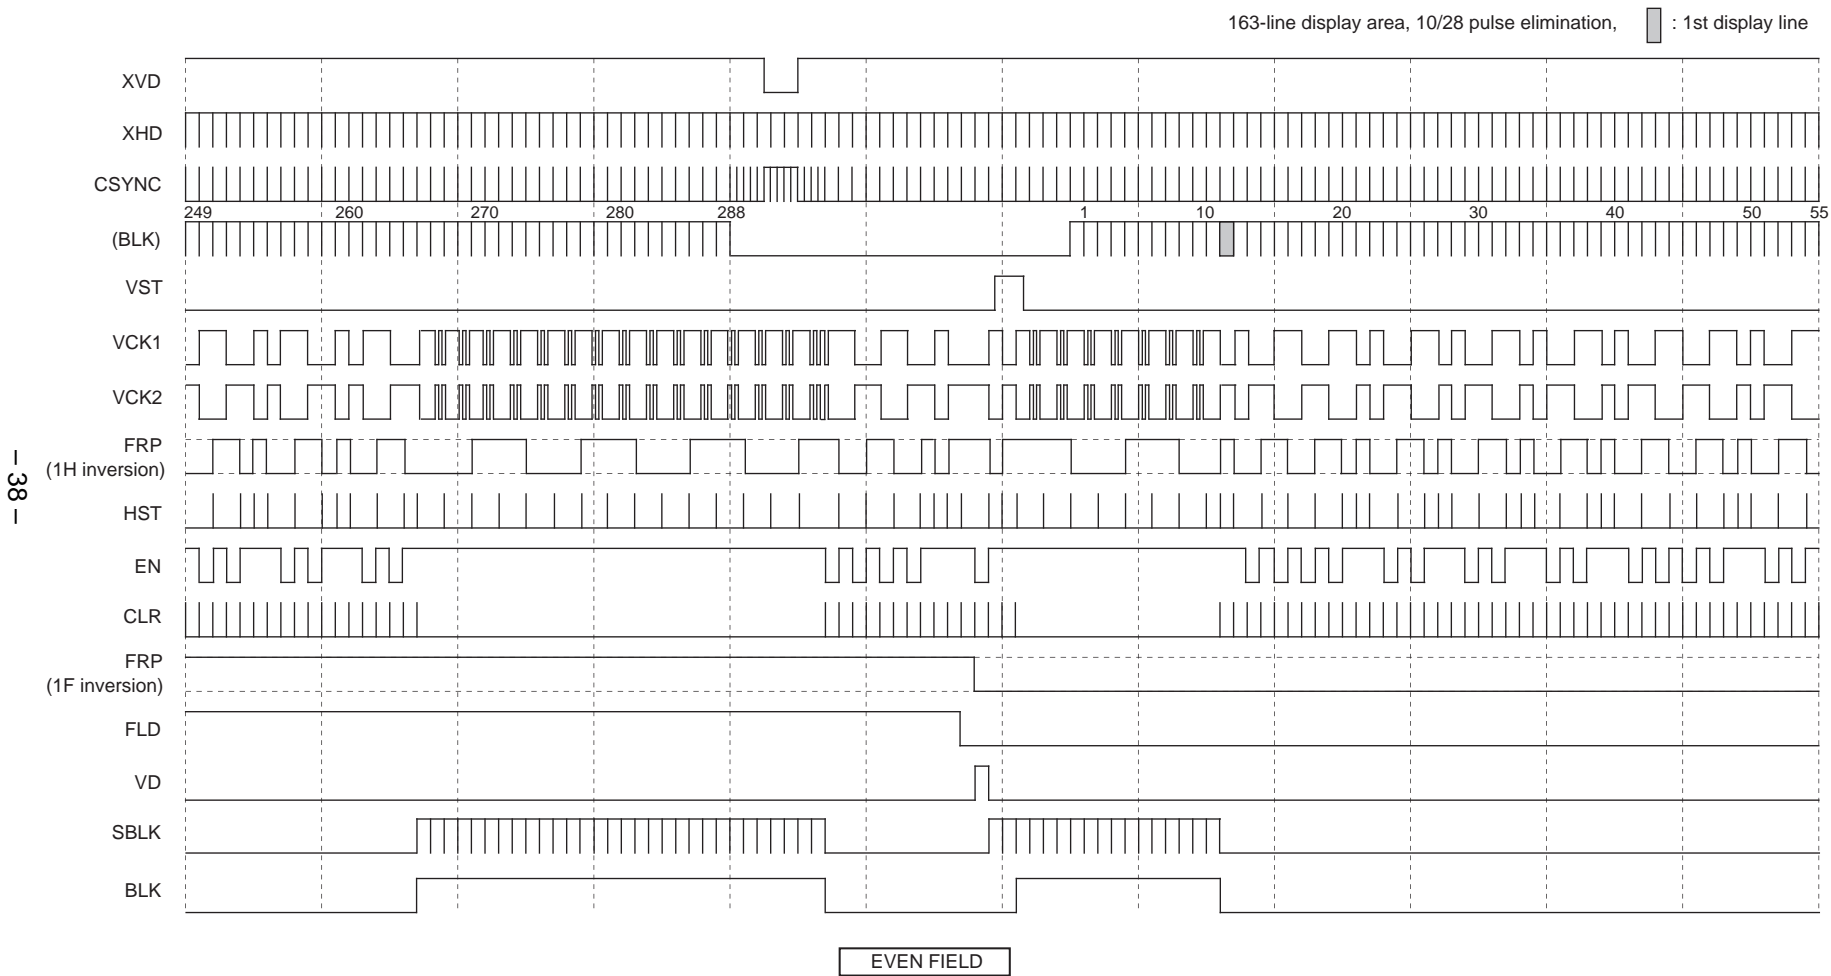 163-line display area, 10/28 pulse elimination, : 1st display line
XVD
XHD
CSYNC
249 260 270 280 288 1 10 20 30 40 50 55
(BLK)
VST
VCK1
VCK2
FRP
(1H inversion)
HST
EN
CLR
FRP
(1F inversion)
FLD
VD
SBLK
BLK
EVEN FIELD
– 38 –